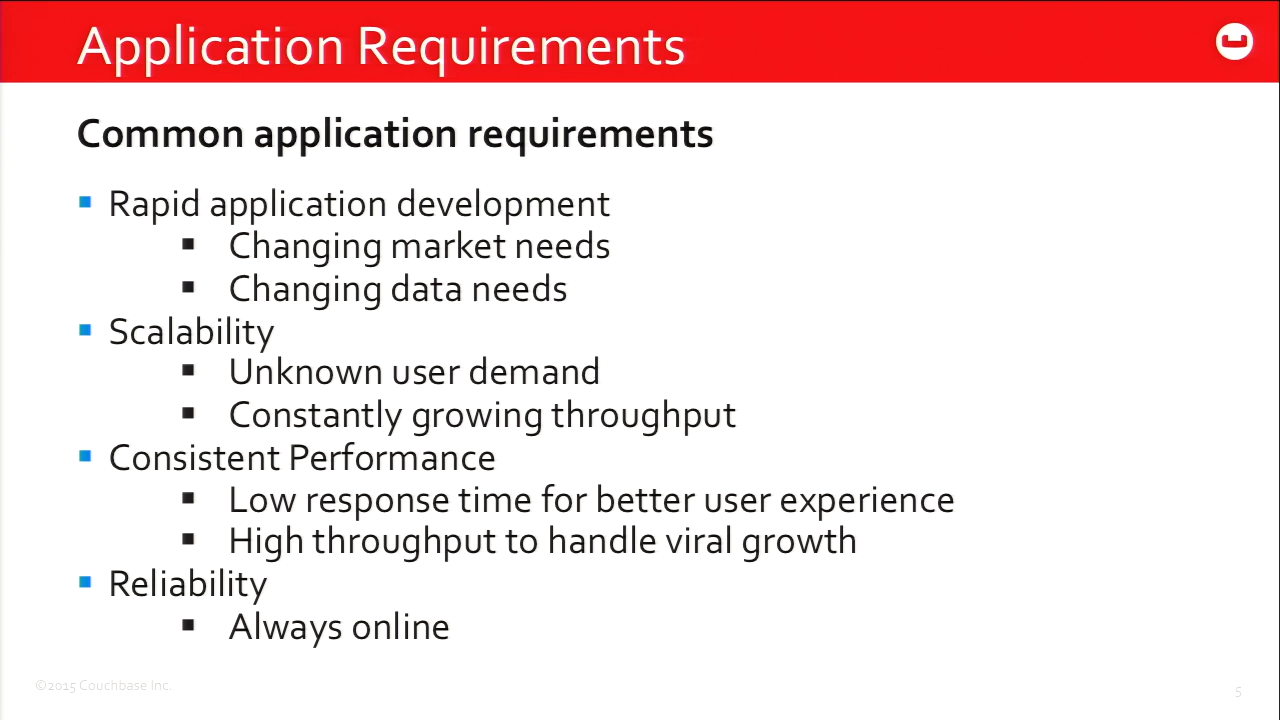 Application Requirements
Common application requirements
Rapid application development
Changing market needs
Changing data needs
Scalability
Unknown user demand
Constantly growing throughput
Consistent Performance
Low response time for better user experience
High throughput to handle viral growth
Reliability
Always online
©2015 Couchbase Inc.
5